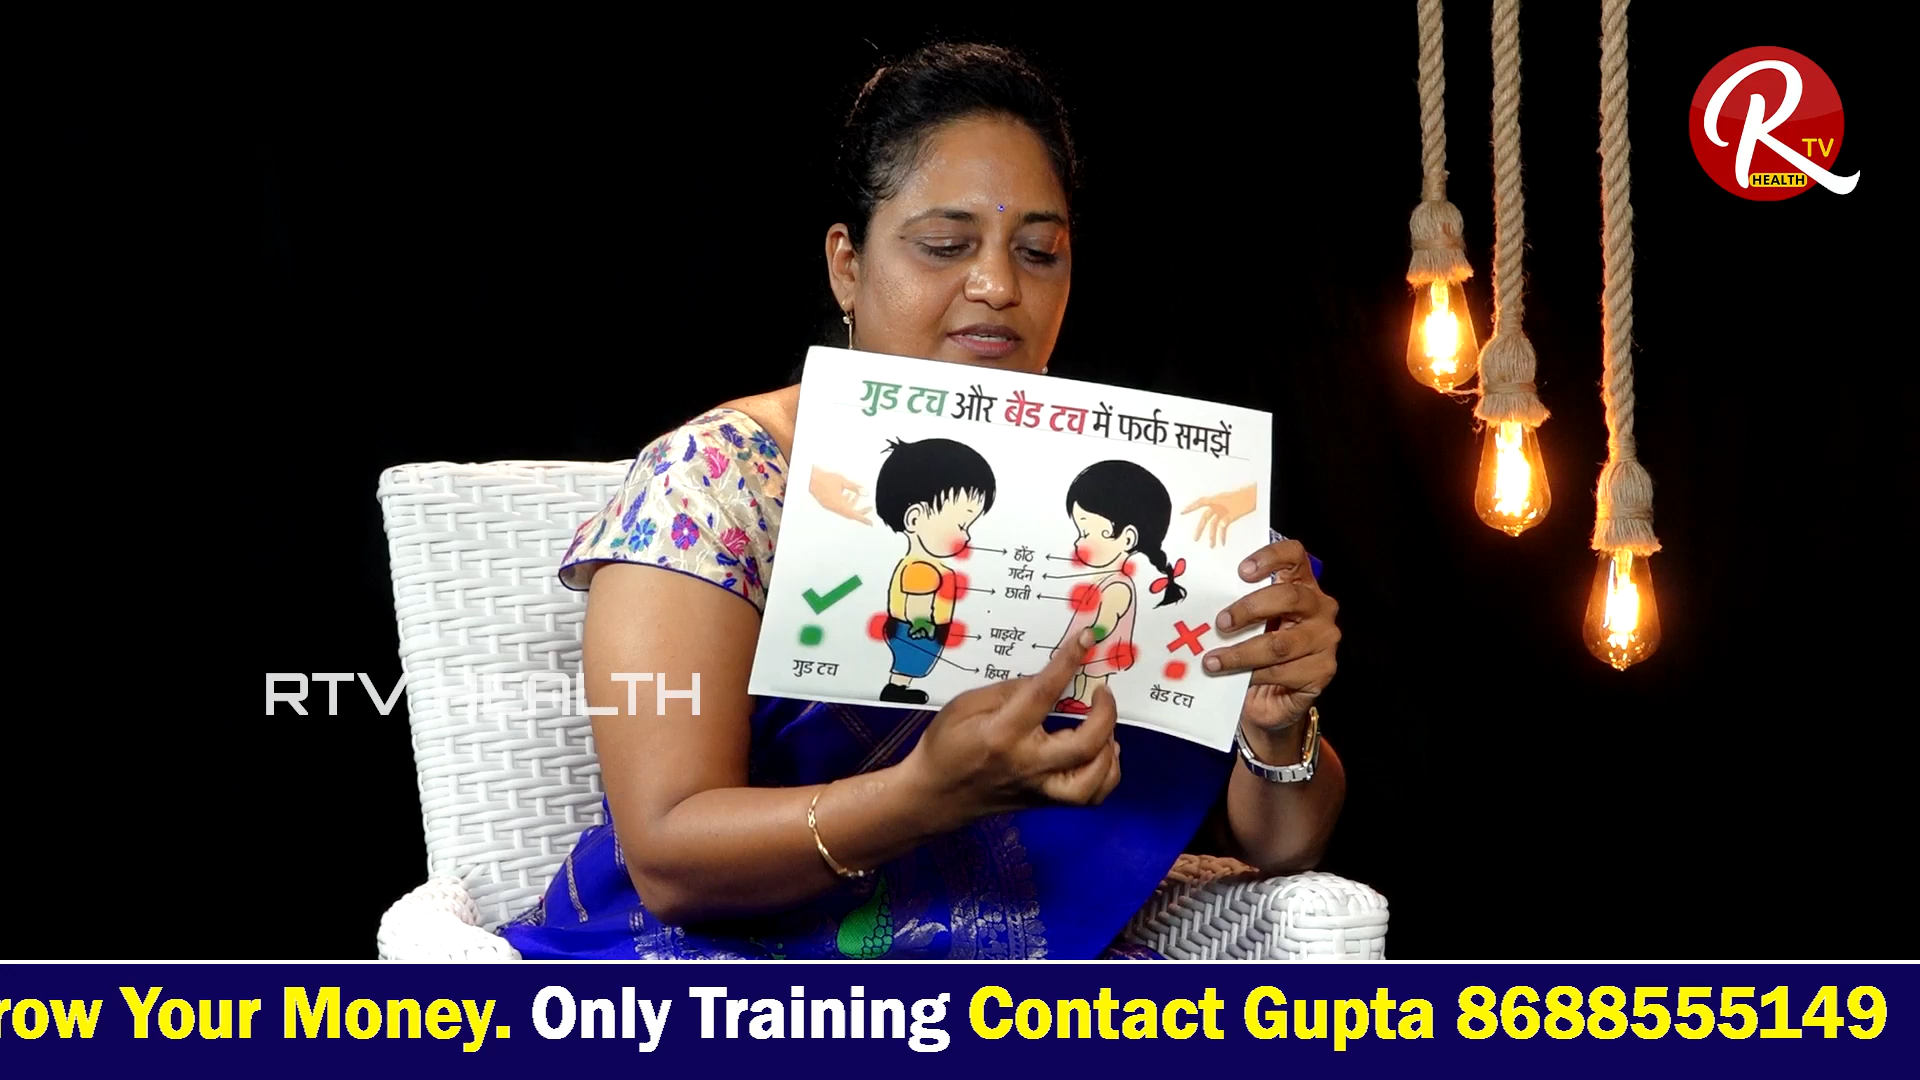 R
TV
HEALTH
गुड टच और बैड टच में फर्क समझें
होंठ
गर्दन
छाती
प्राइवेट
पार्ट
हिप्स
गुड टच
बैड टच
RTV HEALTH
row Your Money. Only Training Contact Gupta 8688555149